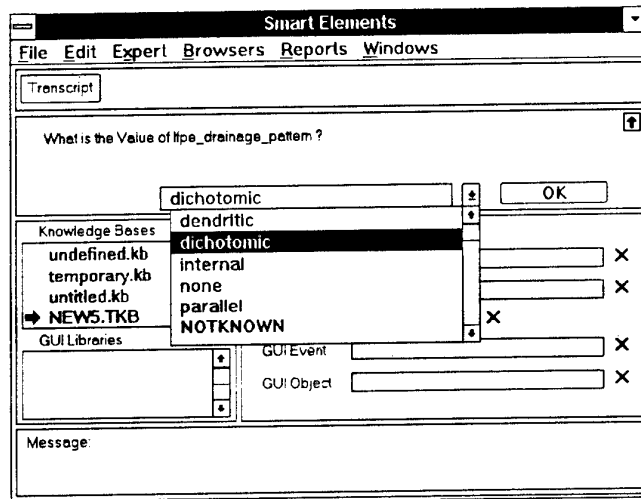 Smart Elements
File Edit Expert Browsers Reports Windows
Transcript
What is the Value of ltpe_drainage_pattern ?
dichotomic
OK
dendritic
dichotomic
internal
none
parallel
NOTKNOWN
Knowledge Bases
undefined.kb
temporary.kb
untitled.kb
NEW5.TKB
GUI Libraries
GUI Event
GUI Object
Message: